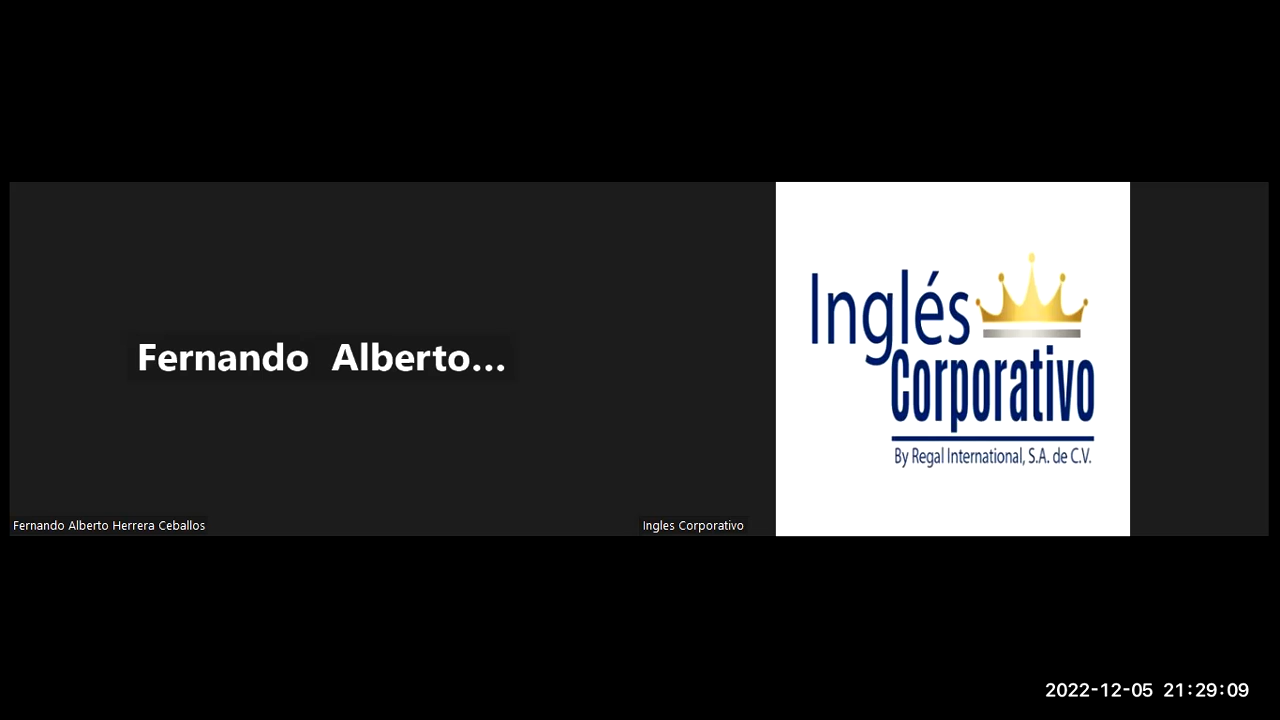 Fernando Alberto...
Fernando Alberto Herrera Ceballos
Ingles Corporativo
Inglés
Corporativo
By Regal International, S.A. de C.V.
2022-12-05 21:29:09